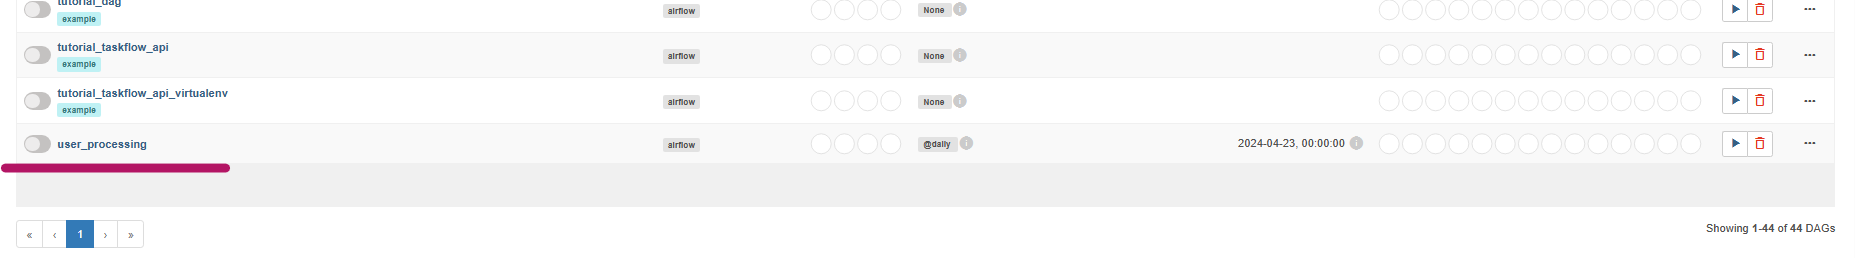 tutorial_dag
example
airflow
None
tutorial_taskflow_api
example
airflow
None
tutorial_taskflow_api_virtualenv
example
airflow
None
user_processing
airflow
@daily
2024-04-23, 00:00:00
« ‹ 1 › »
Showing 1-44 of 44 DAGs